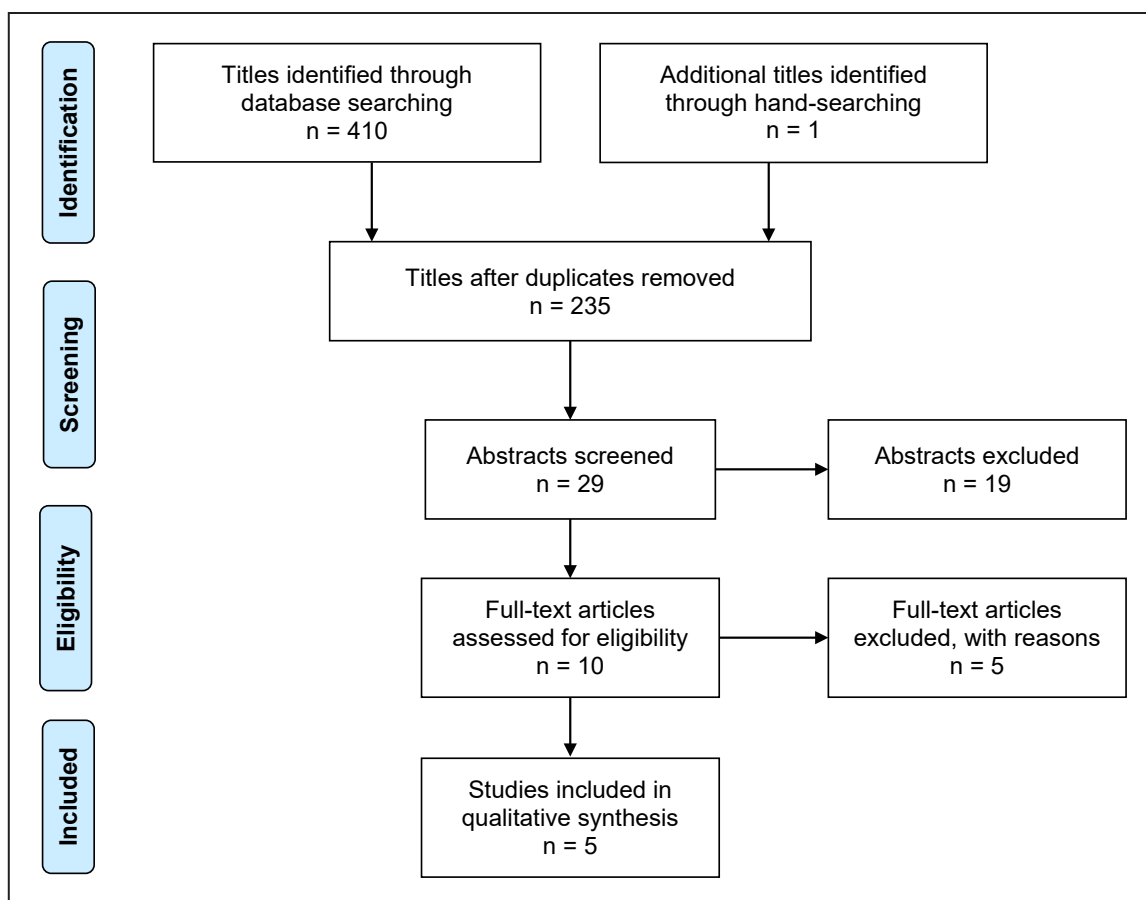 Identification
Titles identified through
database searching
n = 410
Additional titles identified
through hand-searching
n = 1
Titles after duplicates removed
n = 235
Screening
Abstracts screened
n = 29
Abstracts excluded
n = 19
Eligibility
Full-text articles
assessed for eligibility
n = 10
Full-text articles
excluded, with reasons
n = 5
Included
Studies included in
qualitative synthesis
n = 5